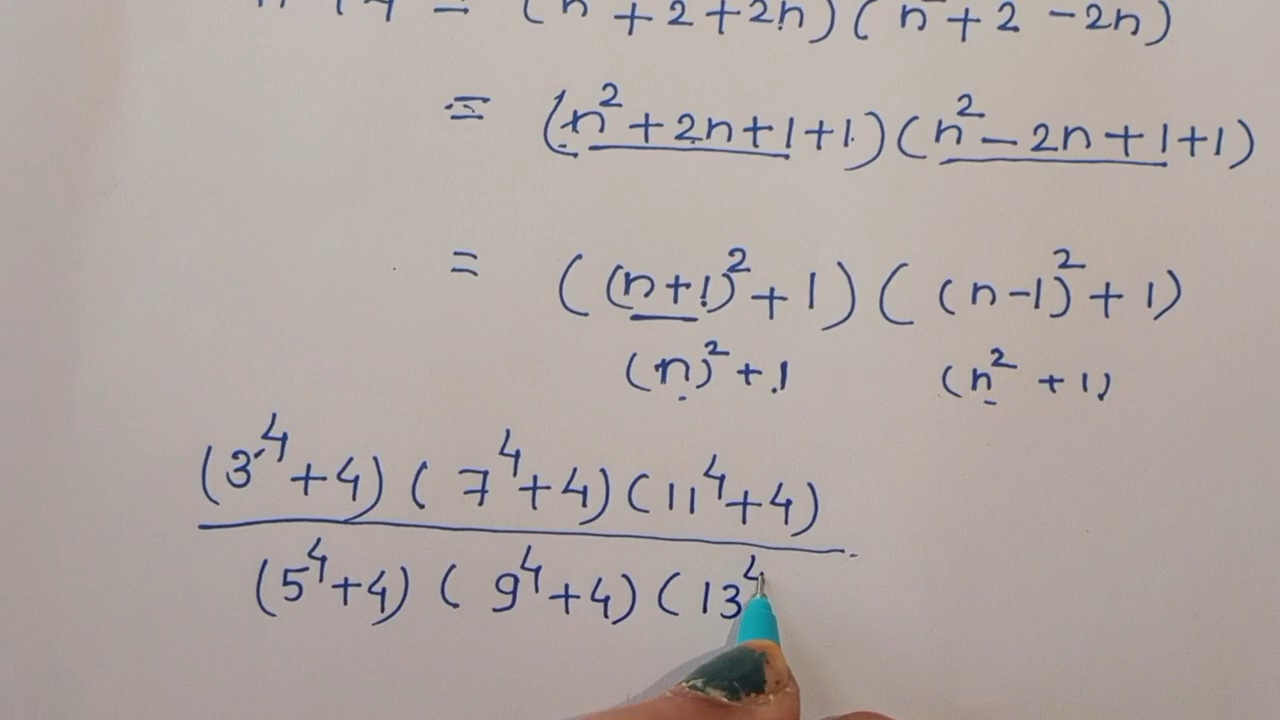 = (n² + 2 + 2n) ( n² + 2 - 2n)
= (n² + 2n + 1 + 1) ( n² - 2n + 1 + 1)
= ( (n+1)² + 1 ) ( (n-1)² + 1)
(n)² + 1 (n² + 1)
(3⁴ + 4) ( 7⁴ + 4) ( 11⁴ + 4)
(5⁴ + 4) ( 9⁴ + 4) ( 13⁴